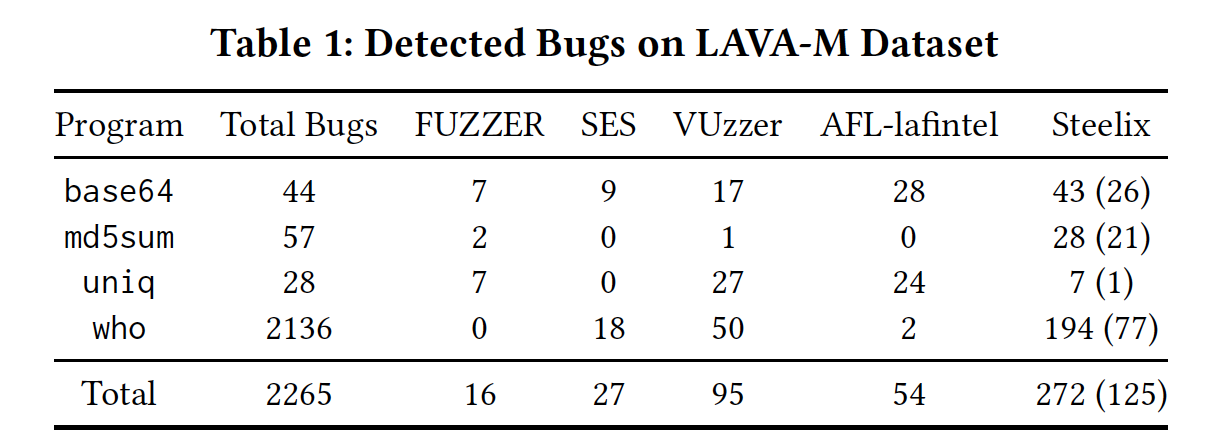 Table 1: Detected Bugs on LAVA-M Dataset
Program Total Bugs FUZZER SES VUzzer AFL-lafintel Steelix
base64 44 7 9 17 28 43 (26)
md5sum 57 2 0 1 0 28 (21)
uniq 28 7 0 27 24 7 (1)
who 2136 0 18 50 2 194 (77)
Total 2265 16 27 95 54 272 (125)